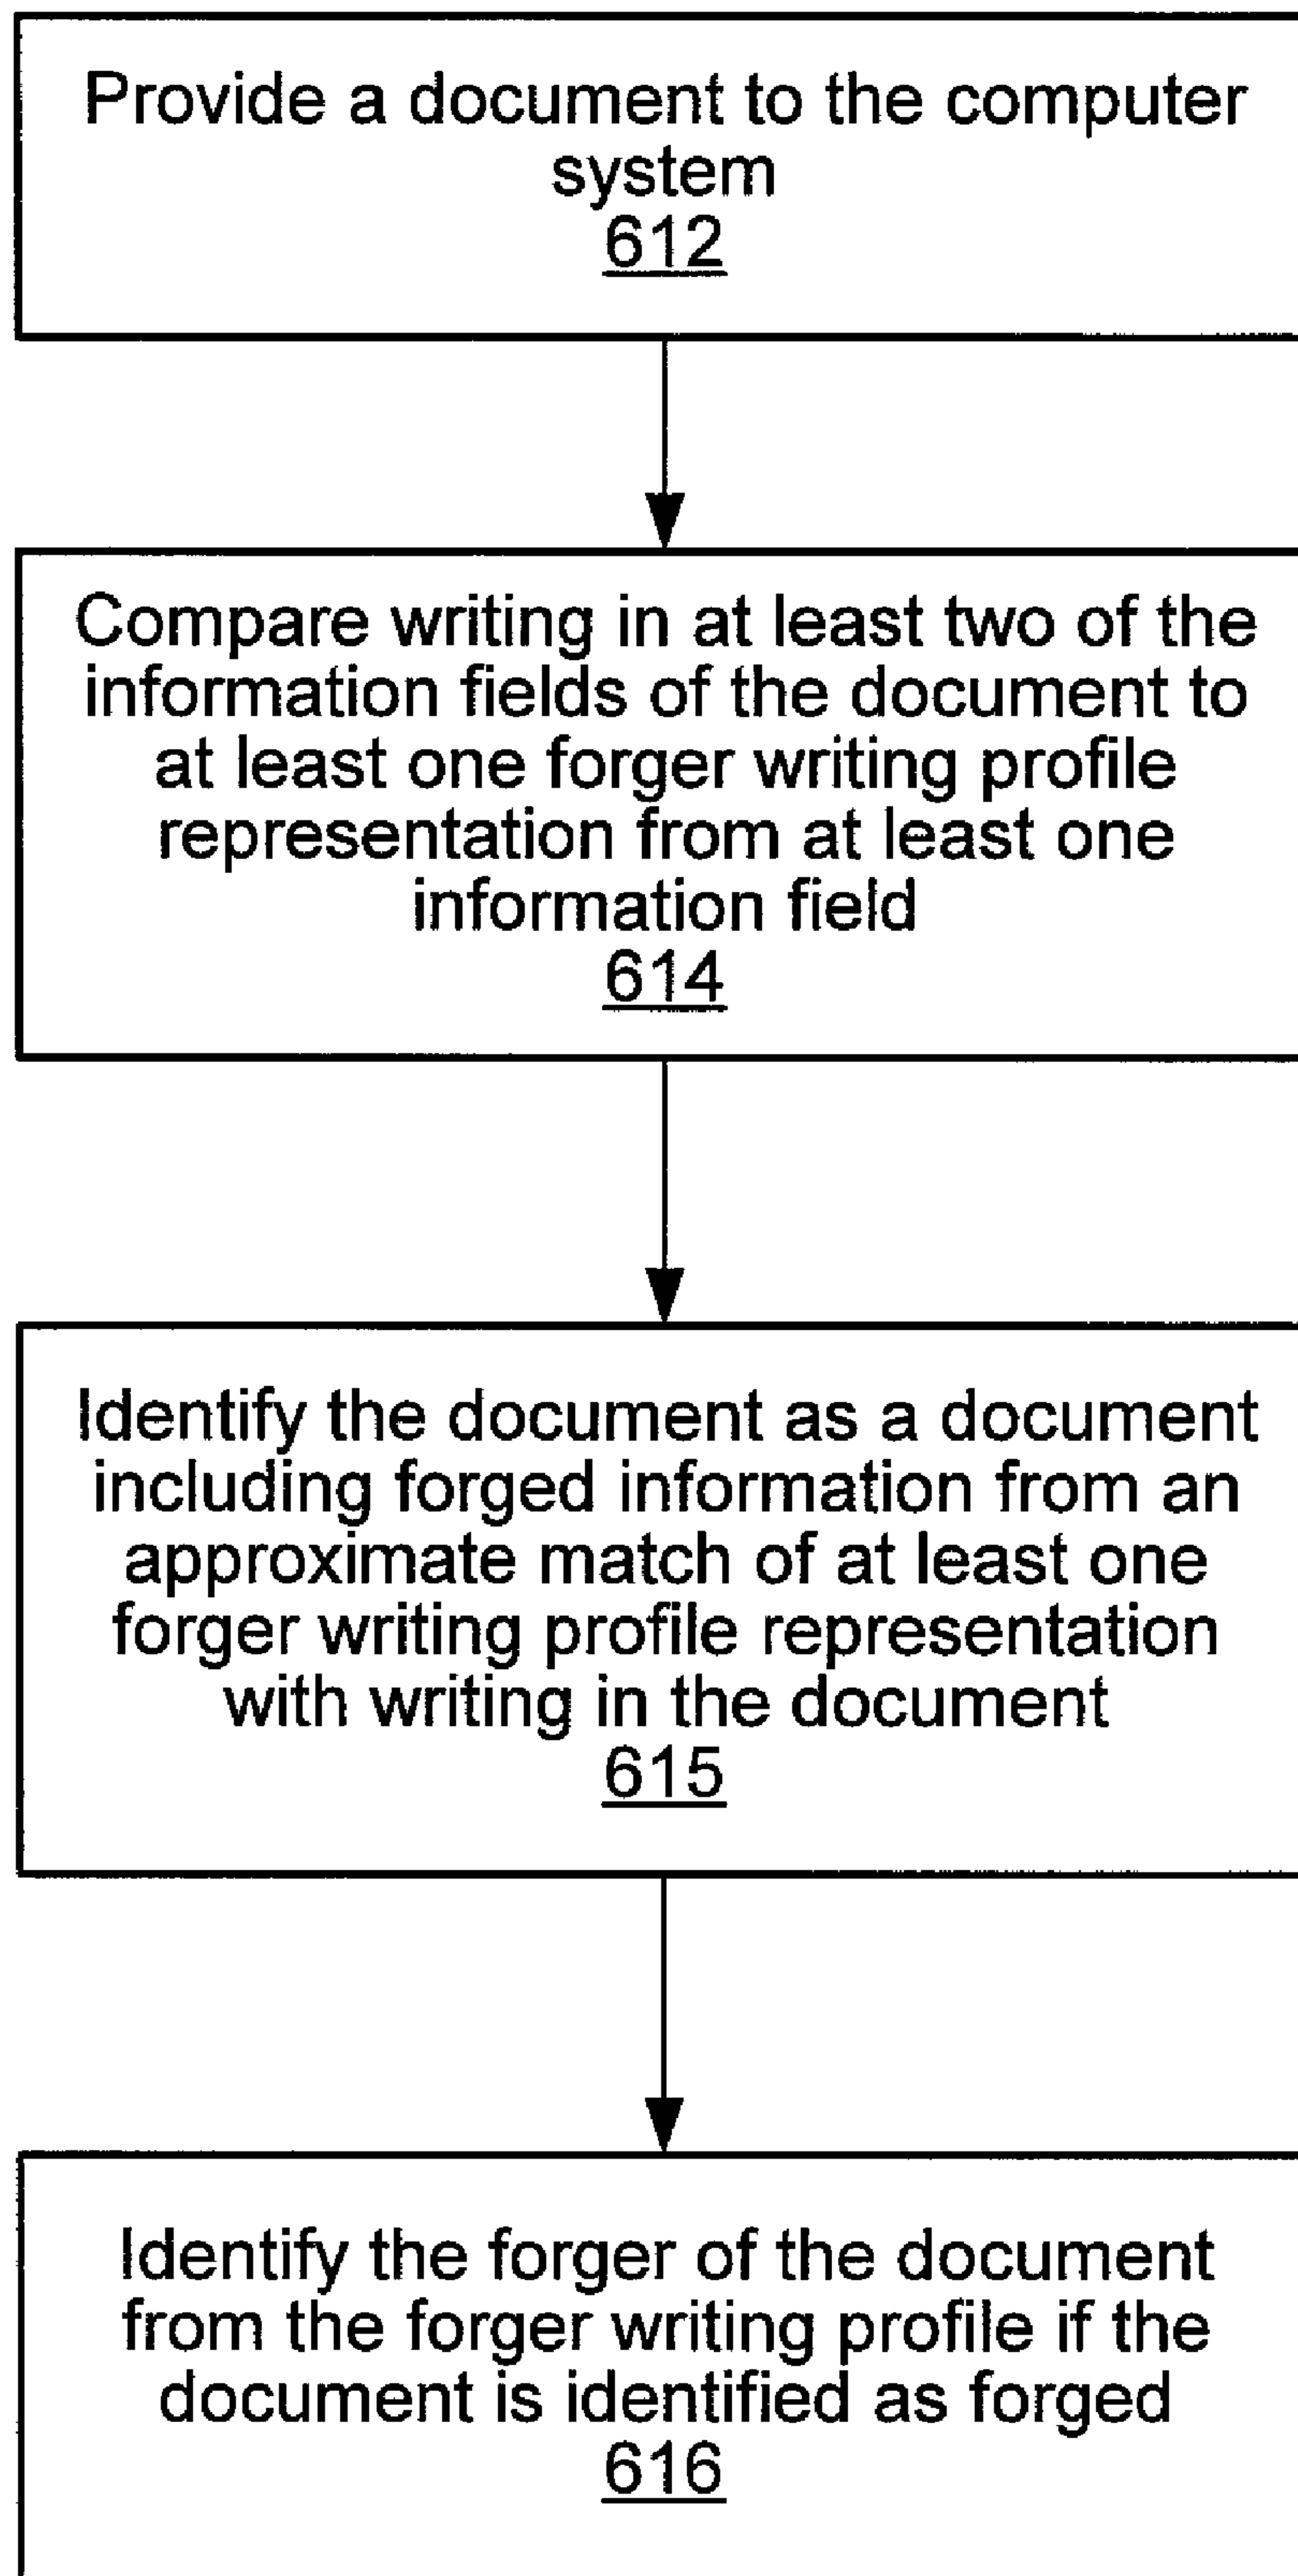 Provide a document to the computer
system
612
Compare writing in at least two of the
information fields of the document to
at least one forger writing profile
representation from at least one
information field
614
Identify the document as a document
including forged information from an
approximate match of at least one
forger writing profile representation
with writing in the document
615
Identify the forger of the document
from the forger writing profile if the
document is identified as forged
616